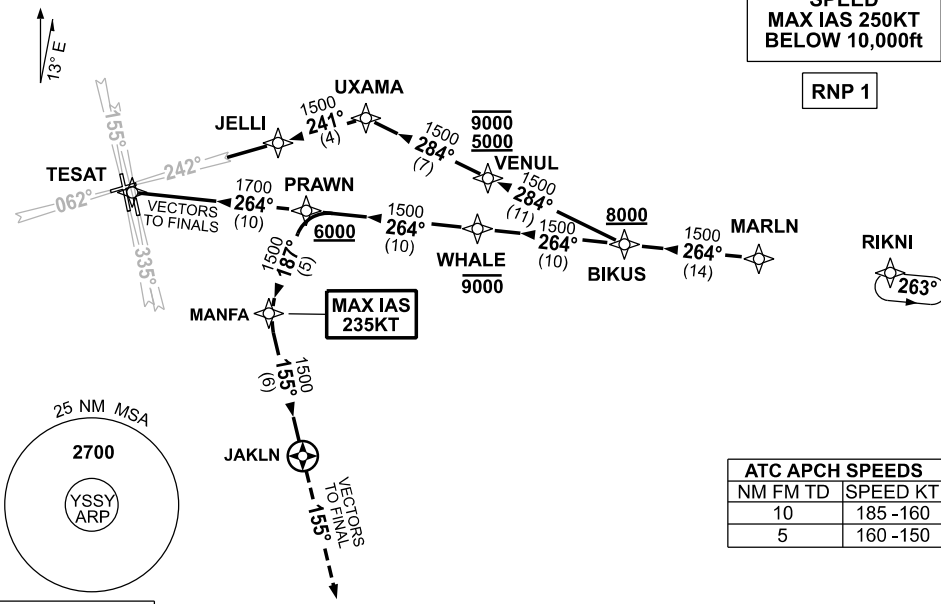 SPEED
MAX IAS 250KT
BELOW 10,000ft
RNP 1
13° E
UXAMA
1500
241°
(4)
JELLI
9000
5000
1500
284°
(7)
VENUL
1500
284°
(11)
155°
242°
062°
335°
TESAT
VECTORS
TO FINALS
1700
264°
(10)
PRAWN
6000
1500
264°
(10)
WHALE
9000
1500
264°
(10)
8000
BIKUS
1500
264°
(14)
MARLN
RIKNI
263°
1500
187°
(5)
MANFA
MAX IAS
235KT
1500
155°
(6)
JAKLN
VECTORS
TO FINAL
155°
25 NM MSA
2700
YSSY
ARP
ATC APCH SPEEDS
NM FM TD SPEED KT
10 185 -160
5 160 -150